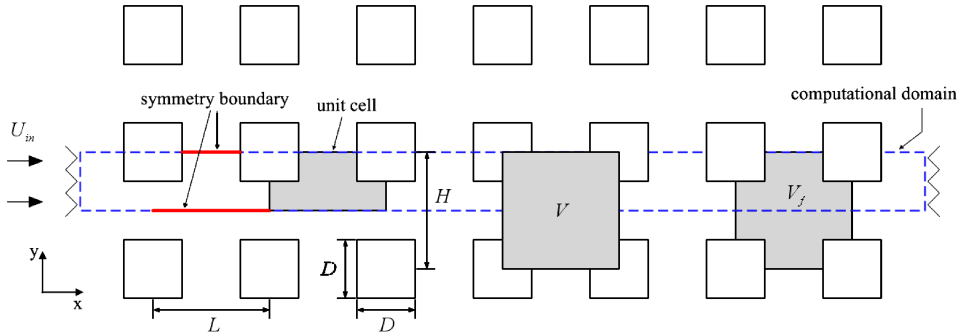 symmetry boundary
unit cell
computational domain
U_in
H
V
V_f
D
y
x
L
D